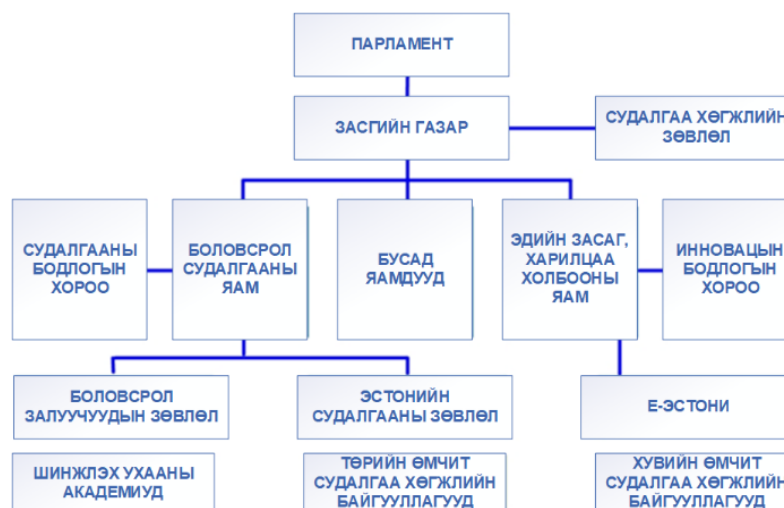 ПАРЛАМЕНТ
ЗАСГИЙН ГАЗАР
СУДАЛГАА ХӨГЖЛИЙН
ЗӨВЛӨЛ
СУДАЛГААНЫ
БОДЛОГЫН
ХОРОО
БОЛОВСРОЛ
СУДАЛГААНЫ
ЯАМ
БУСАД
ЯАМДУУД
ЭДИЙН ЗАСАГ,
ХАРИЛЦАА
ХОЛБООНЫ
ЯАМ
ИННОВАЦЫН
БОДЛОГЫН
ХОРОО
БОЛОВСРОЛ
ЗАЛУУЧУУДЫН ЗӨВЛӨЛ
ЭСТОНИЙН
СУДАЛГААНЫ ЗӨВЛӨЛ
Е-ЭСТОНИ
ШИНЖЛЭХ УХААНЫ
АКАДЕМИУД
ТӨРИЙН ӨМЧИТ
СУДАЛГАА ХӨГЖЛИЙН
БАЙГУУЛЛАГУУД
ХУВИЙН ӨМЧИТ
СУДАЛГАА ХӨГЖЛИЙН
БАЙГУУЛЛАГУУД